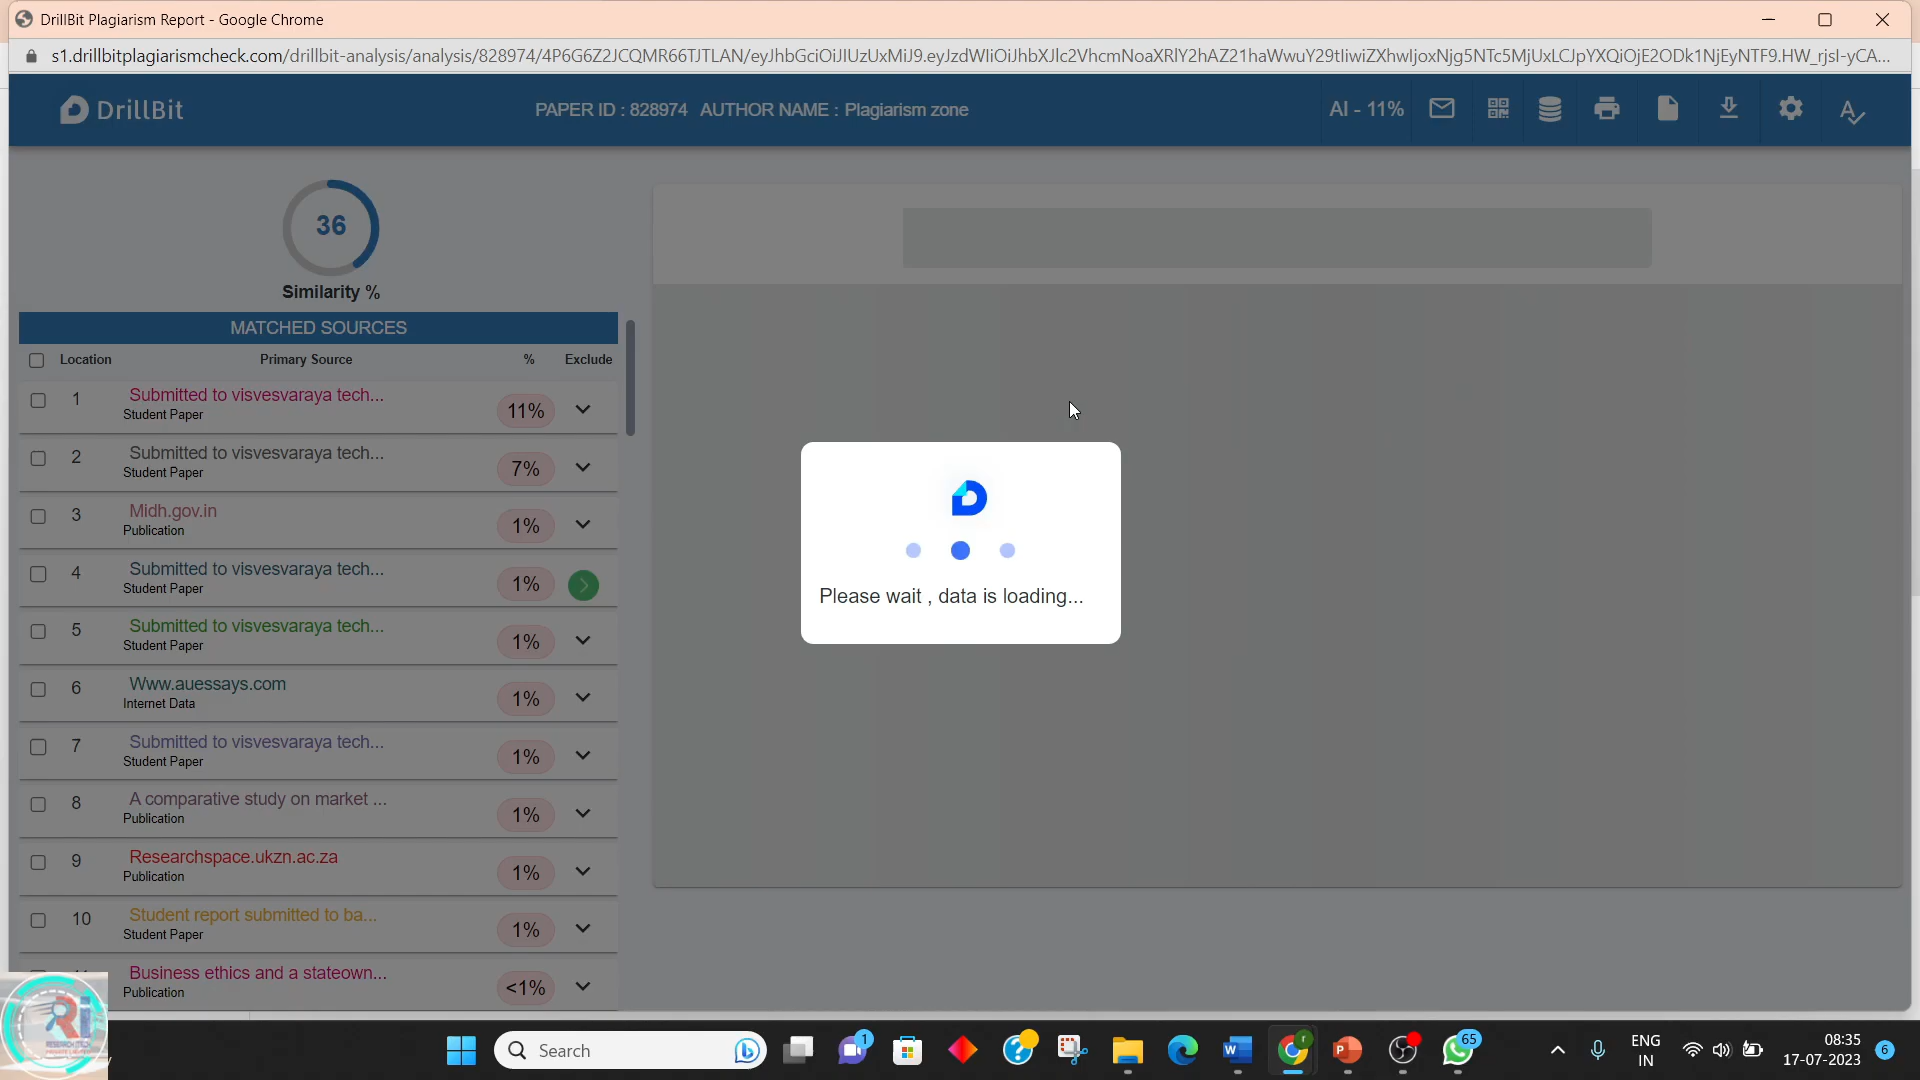 DrillBit Plagiarism Report - Google Chrome
s1.drillbitplagiarismcheck.com/drillbit-analysis/analysis/828974/4P6G6Z2JCQMR66TJTLAN/
DrillBit
PAPER ID : 828974 AUTHOR NAME : Plagiarism zone
AI - 11%
36
Similarity %
MATCHED SOURCES
Location Primary Source % Exclude
1 Submitted to visvesvaraya tech... 11%
Student Paper
2 Submitted to visvesvaraya tech... 7%
Student Paper
3 Midh.gov.in 1%
Publication
4 Submitted to visvesvaraya tech... 1%
Student Paper
5 Submitted to visvesvaraya tech... 1%
Student Paper
6 Www.auessays.com 1%
Internet Data
7 Submitted to visvesvaraya tech... 1%
Student Paper
8 A comparative study on market ... 1%
Publication
9 Researchspace.ukzn.ac.za 1%
Publication
10 Student report submitted to ba... 1%
Student Paper
Business ethics and a stateown... <1%
Publication
Please wait , data is loading...
Search
1
65
ENG
IN
08:35
17-07-2023
6